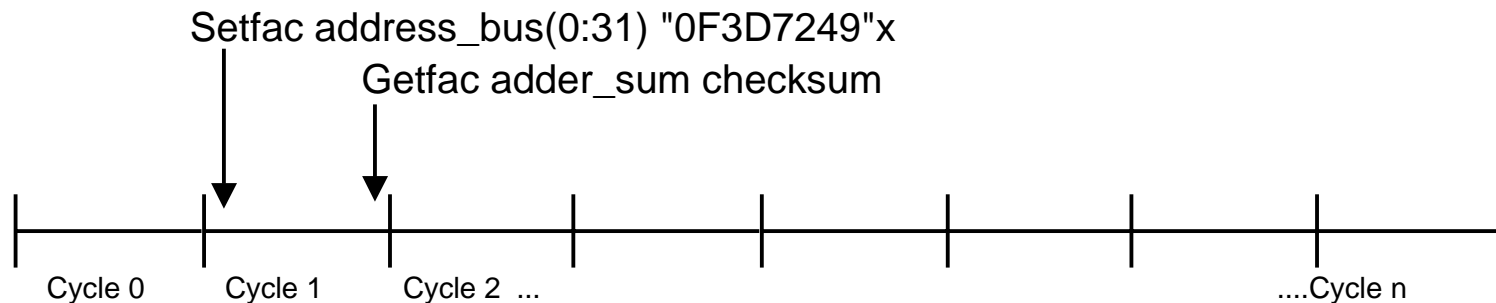 Setfac address_bus(0:31) "0F3D7249"x
Getfac adder_sum checksum
Cycle 0 Cycle 1 Cycle 2 ... ....Cycle n